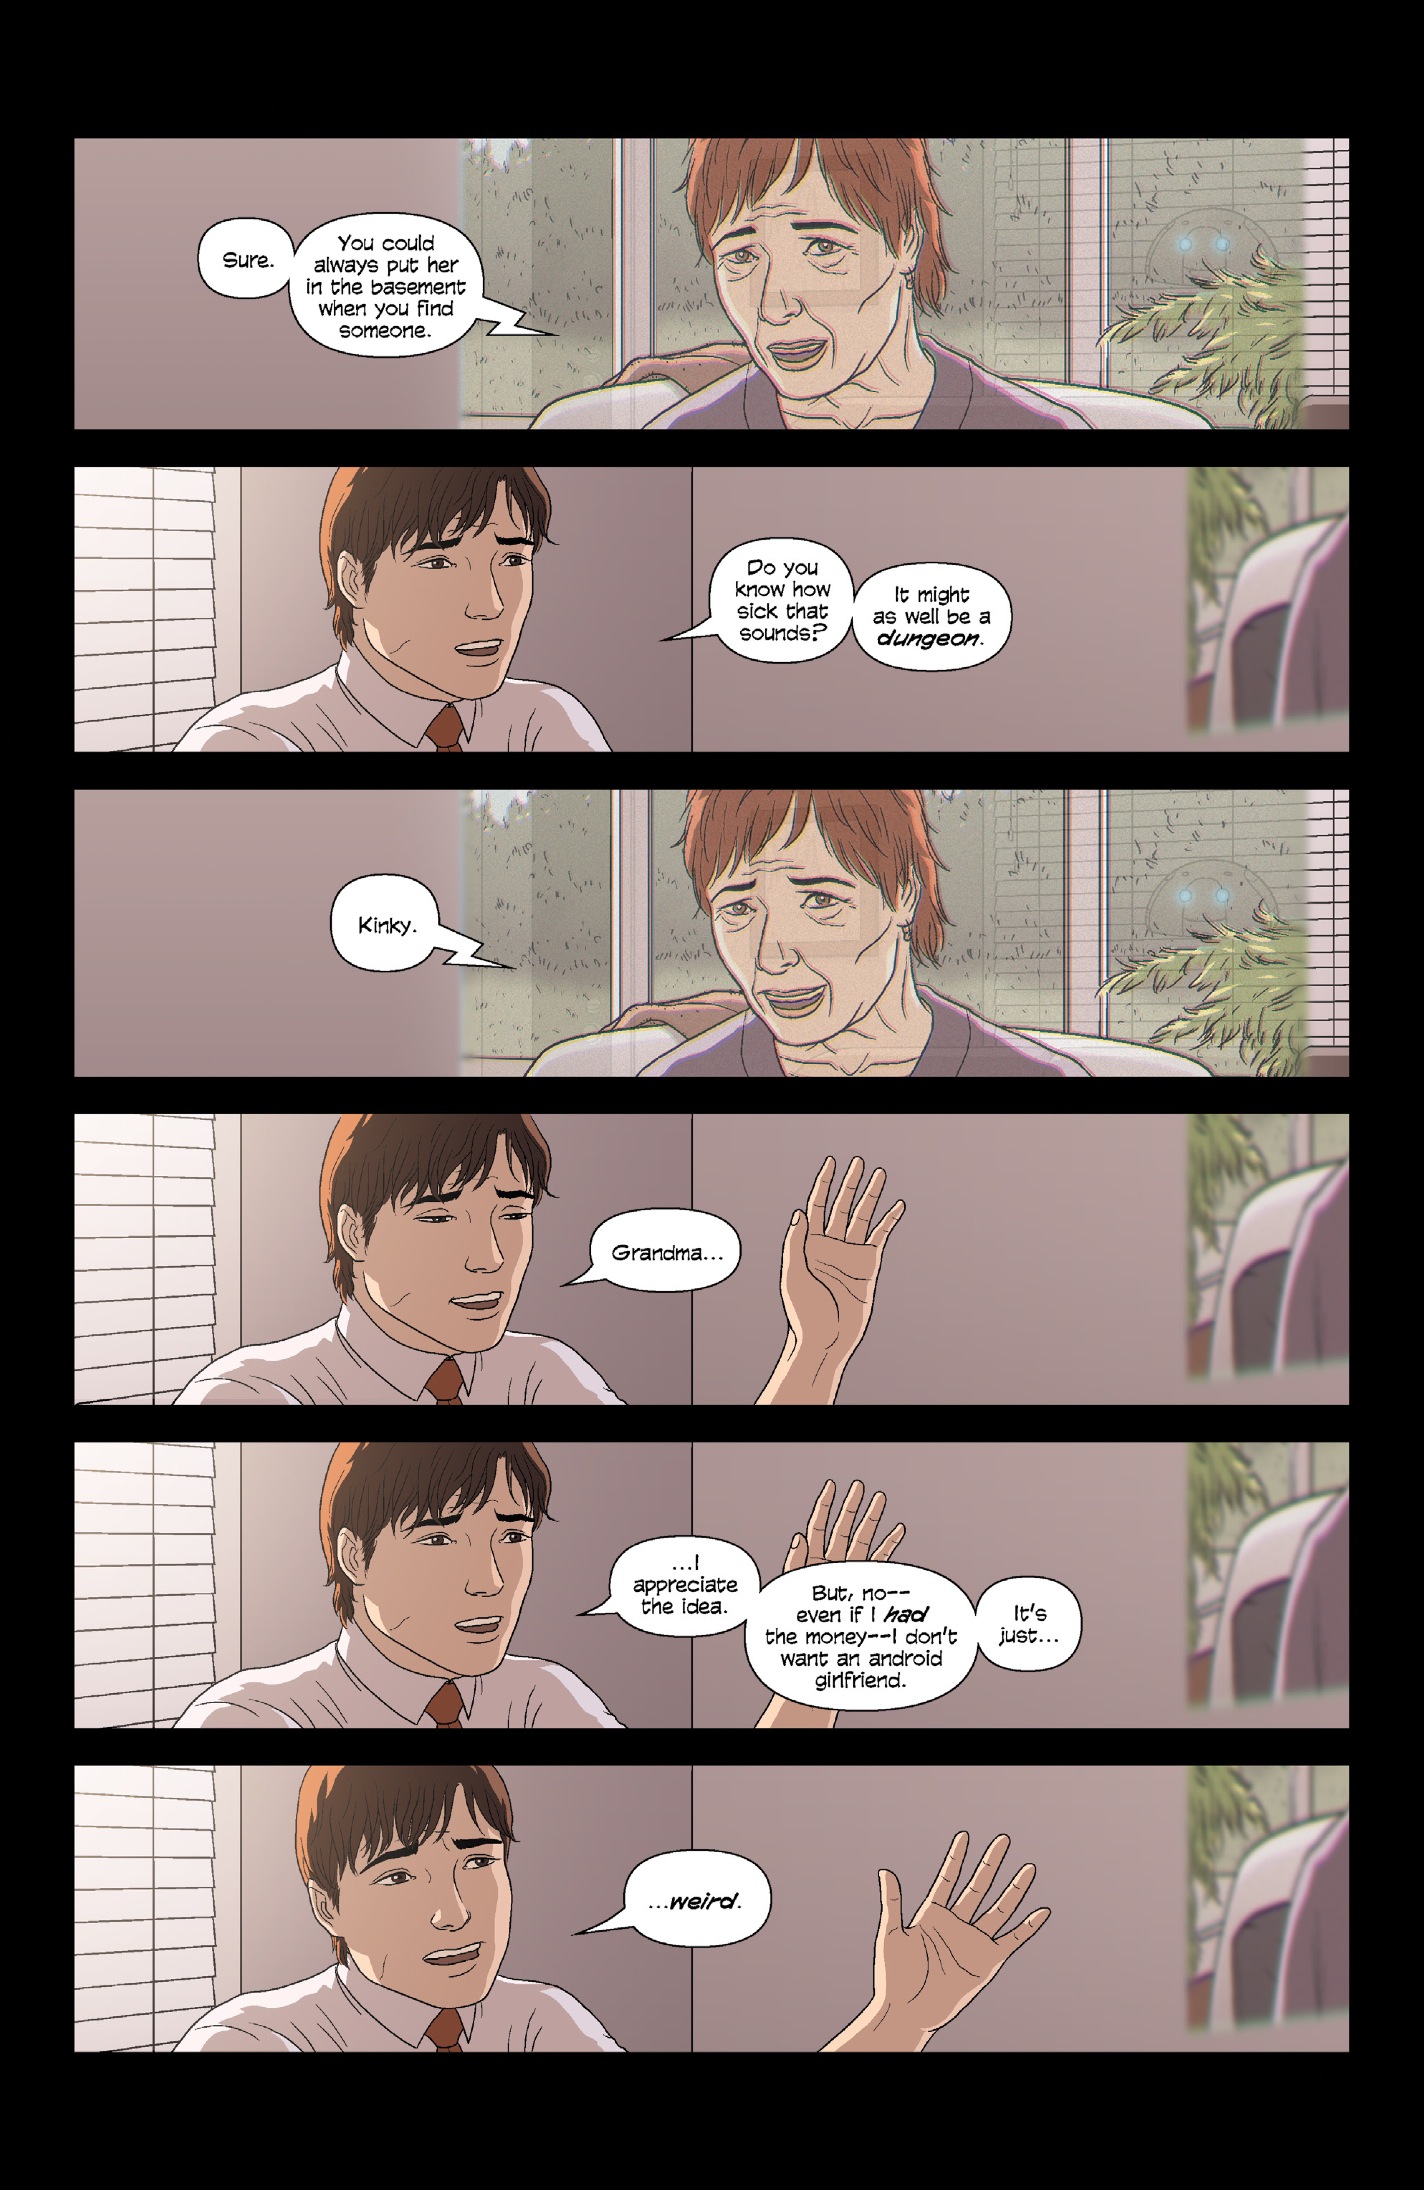 Sure.
You could
always put her
in the basement
when you find
someone.
Do you
know how
sick that
sounds?
It might
as well be a
dungeon.
Kinky.
Grandma...
...I
appreciate
the idea.
But, no--
even if I had
the money--I don't
want an android
girlfriend.
It's
just...
...weird.